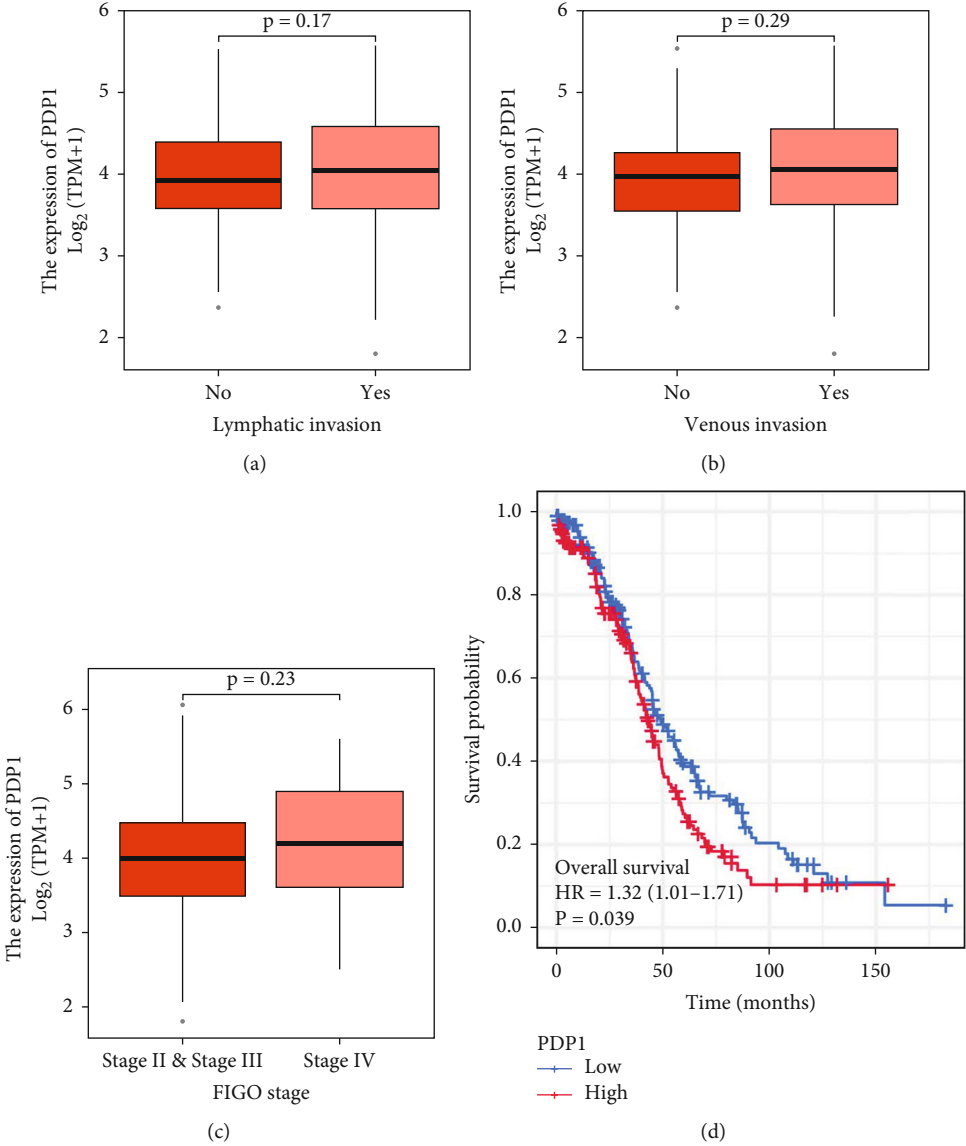 p = 0.17
The expression of PDP1
Log₂ (TPM+1)
6
5
4
3
2
No
Yes
Lymphatic invasion
(a)
p = 0.29
The expression of PDP1
Log₂ (TPM+1)
6
5
4
3
2
No
Yes
Venous invasion
(b)
p = 0.23
The expression of PDP1
Log₂ (TPM+1)
6
5
4
3
2
Stage II & Stage III
Stage IV
FIGO stage
(c)
Survival probability
1.0
0.8
0.6
0.4
0.2
0.0
Overall survival
HR = 1.32 (1.01–1.71)
P = 0.039
0
50
100
150
Time (months)
PDP1
Low
High
(d)